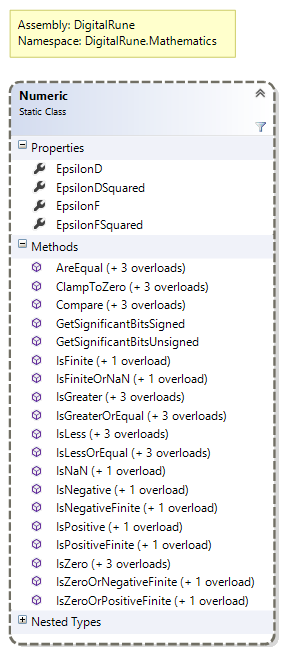 Assembly: DigitalRune
Namespace: DigitalRune.Mathematics
Numeric
Static Class
Properties
EpsilonD
EpsilonDSquared
EpsilonF
EpsilonFSquared
Methods
AreEqual (+ 3 overloads)
ClampToZero (+ 3 overloads)
Compare (+ 3 overloads)
GetSignificantBitsSigned
GetSignificantBitsUnsigned
IsFinite (+ 1 overload)
IsFiniteOrNaN (+ 1 overload)
IsGreater (+ 3 overloads)
IsGreaterOrEqual (+ 3 overloads)
IsLess (+ 3 overloads)
IsLessOrEqual (+ 3 overloads)
IsNaN (+ 1 overload)
IsNegative (+ 1 overload)
IsNegativeFinite (+ 1 overload)
IsPositive (+ 1 overload)
IsPositiveFinite (+ 1 overload)
IsZero (+ 3 overloads)
IsZeroOrNegativeFinite (+ 1 overload)
IsZeroOrPositiveFinite (+ 1 overload)
Nested Types